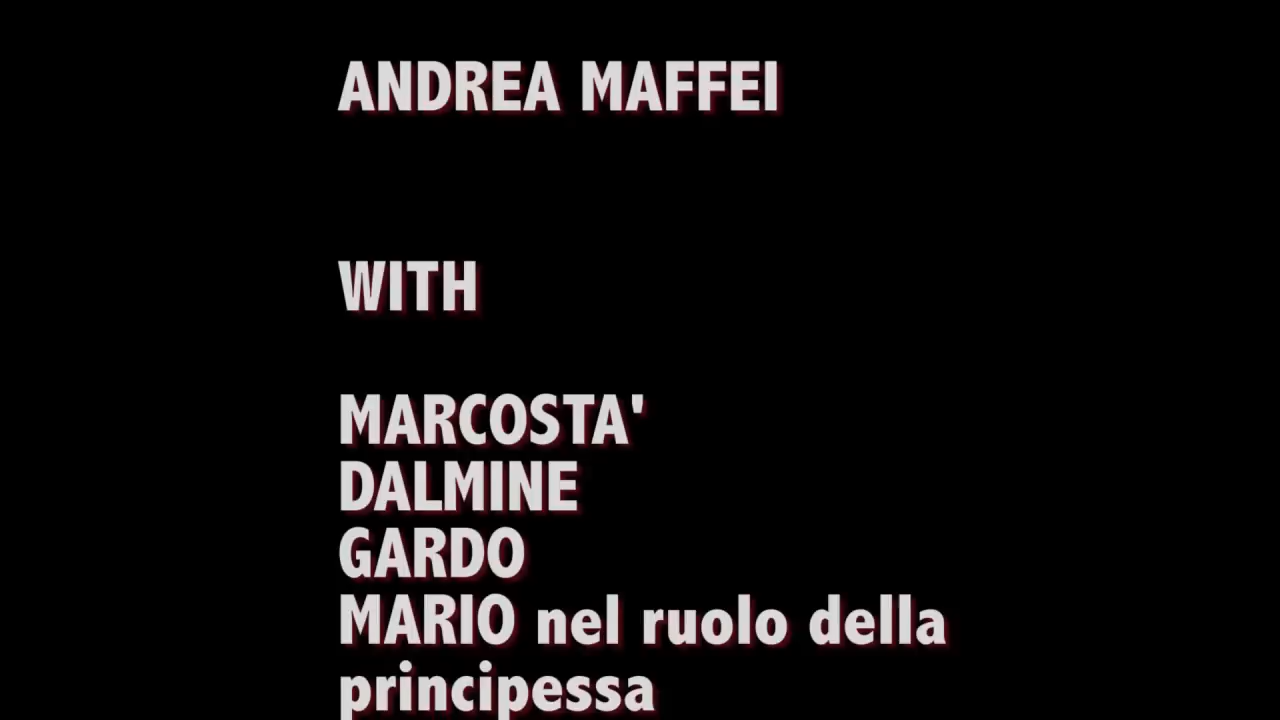 ANDREA MAFFEI
WITH
MARCOSTA'
DALMINE
GARDO
MARIO nel ruolo della
principessa